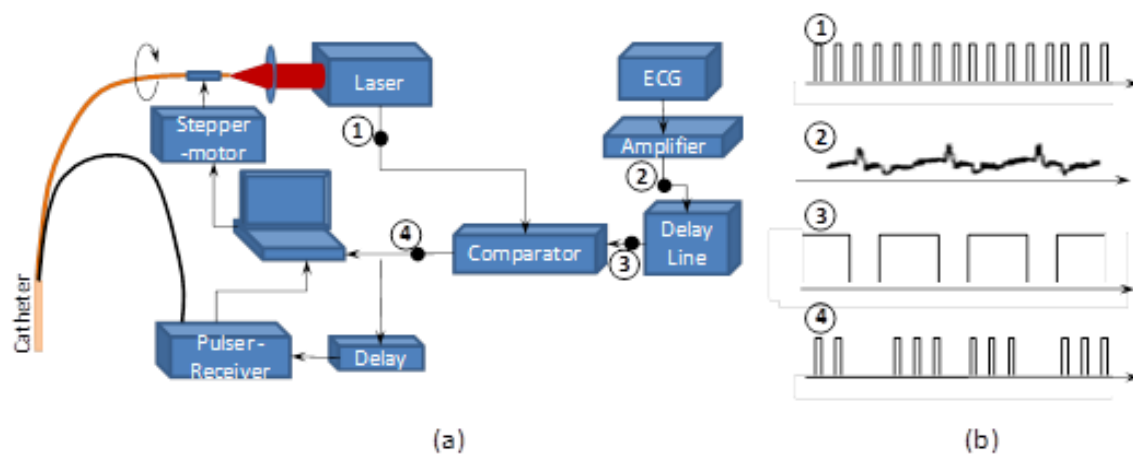 Laser
ECG
1
Stepper
-motor
Amplifier
2
4
Comparator
3
Delay
Line
Catheter
Pulser-
Receiver
Delay
(a)
1
2
3
4
(b)